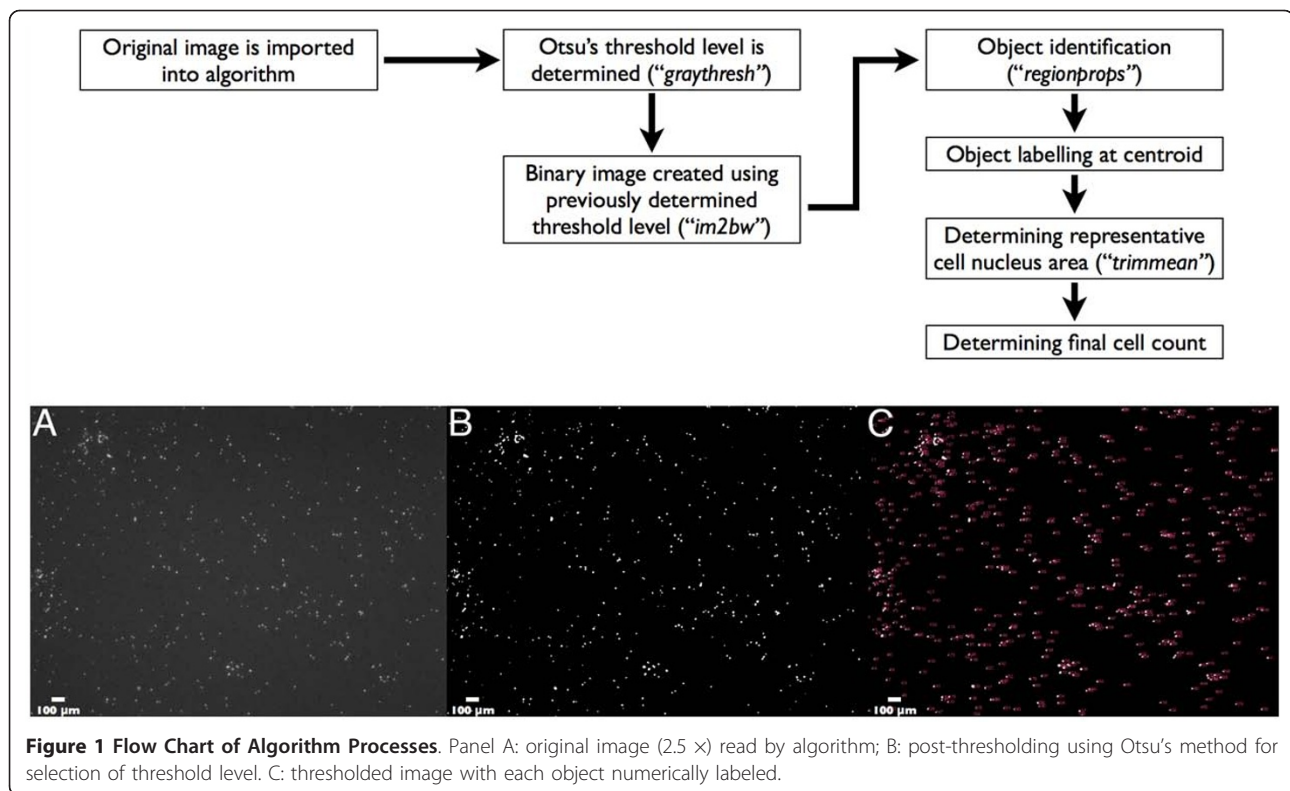 Original image is imported
into algorithm
Otsu's threshold level is
determined ("graythresh")
Binary image created using
previously determined
threshold level ("im2bw")
Object identification
("regionprops")
Object labelling at centroid
Determining representative
cell nucleus area ("trimmean")
Determining final cell count
A
B
C
100 µm
100 µm
100 µm
Figure 1 Flow Chart of Algorithm Processes. Panel A: original image (2.5 ×) read by algorithm; B: post-thresholding using Otsu's method for
selection of threshold level. C: thresholded image with each object numerically labeled.